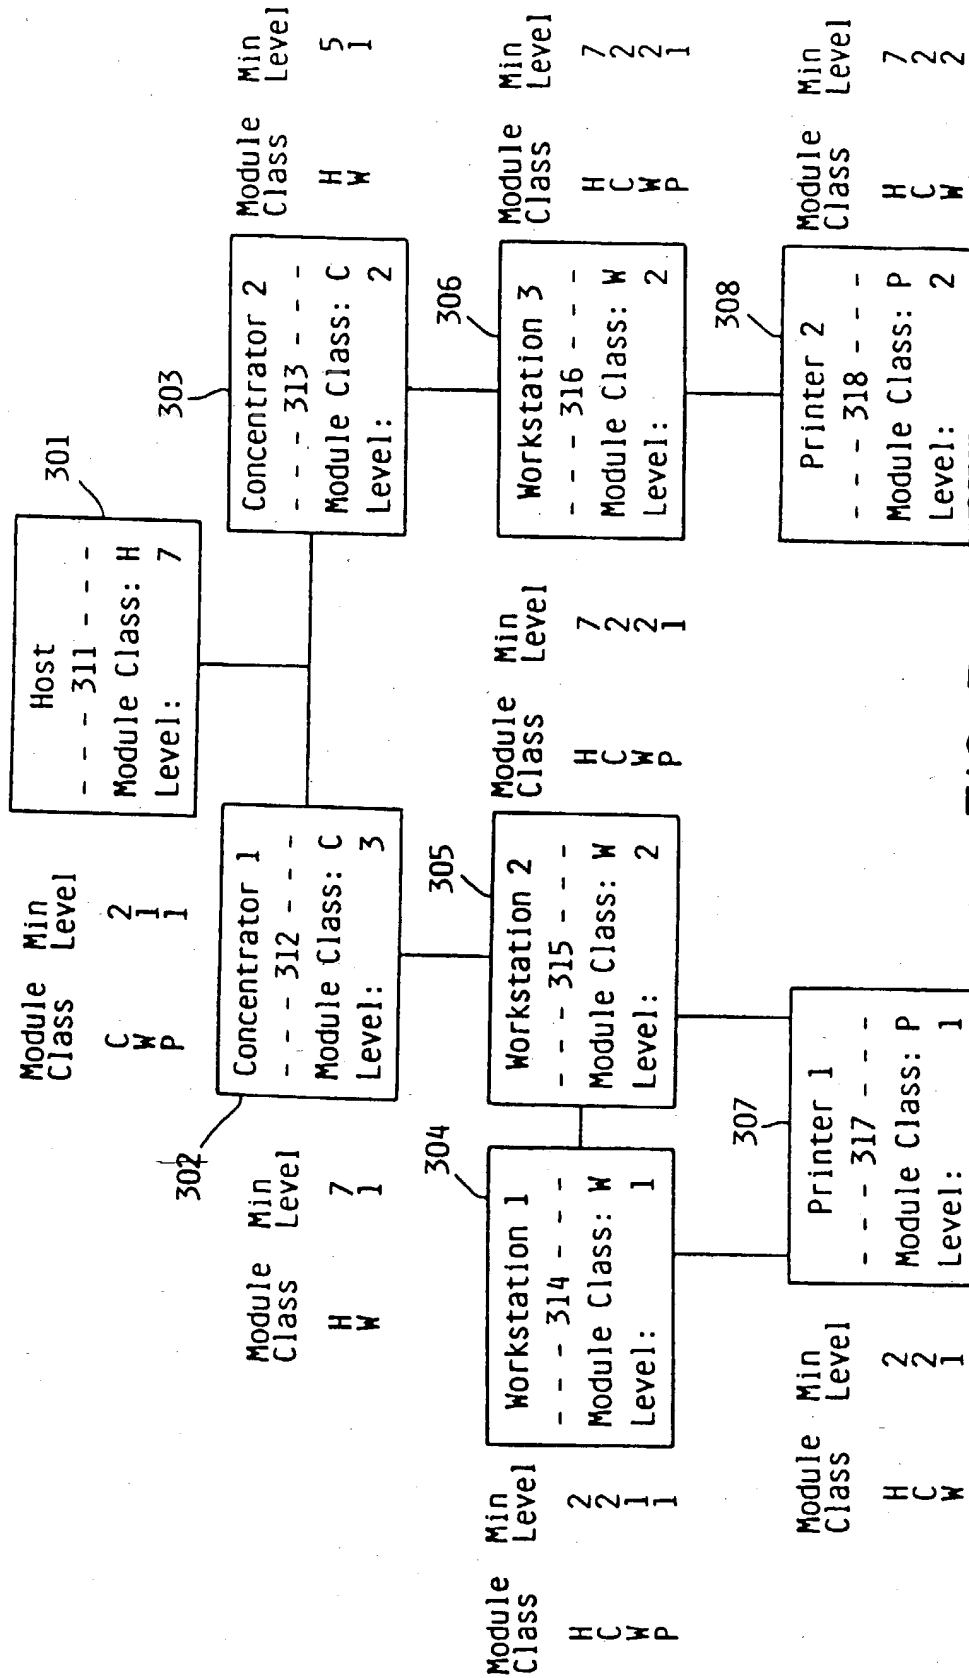 Host
- - - 311 - - -
Module Class: H
Level: 7
301
Module Min
Class Level
C 2
W 1
P 1
Concentrator 1
- - - 312 - - -
Module Class: C
Level: 3
302
Module Min
Class Level
H 7
W 1
Concentrator 2
- - - 313 - - -
Module Class: C
Level: 2
303
Module Min
Class Level
H 5
W 1
Workstation 1
- - - 314 - - -
Module Class: W
Level: 1
304
Module Min
Class Level
H 2
C 2
W 1
P 1
Workstation 2
- - - 315 - - -
Module Class: W
Level: 2
305
Module Min
Class Level
H 7
C 2
W 2
P 1
Workstation 3
- - - 316 - - -
Module Class: W
Level: 2
306
Module Min
Class Level
H 7
C 2
W 2
P 1
Printer 1
- - - 317 - - -
Module Class: P
Level: 1
307
Module Min
Class Level
H 2
C 2
W 1
Printer 2
- - - 318 - - -
Module Class: P
Level: 2
308
Module Min
Class Level
H 7
C 2
W 2